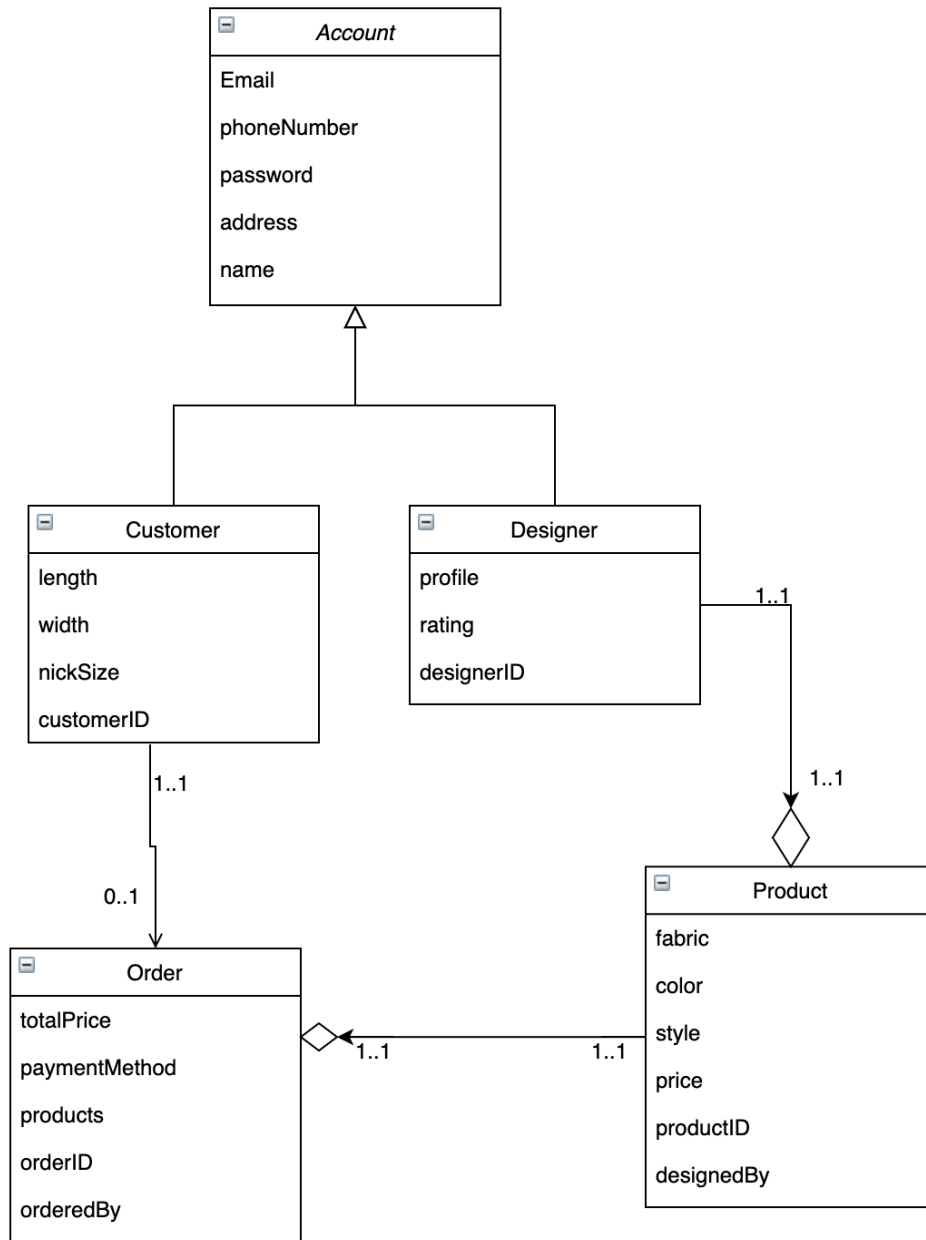 Account
Email
phoneNumber
password
address
name
Customer
length
width
nickSize
customerID
Designer
profile
rating
designerID
1..1
1..1
1..1
0..1
Order
totalPrice
paymentMethod
products
orderID
orderedBy
1..1
1..1
Product
fabric
color
style
price
productID
designedBy